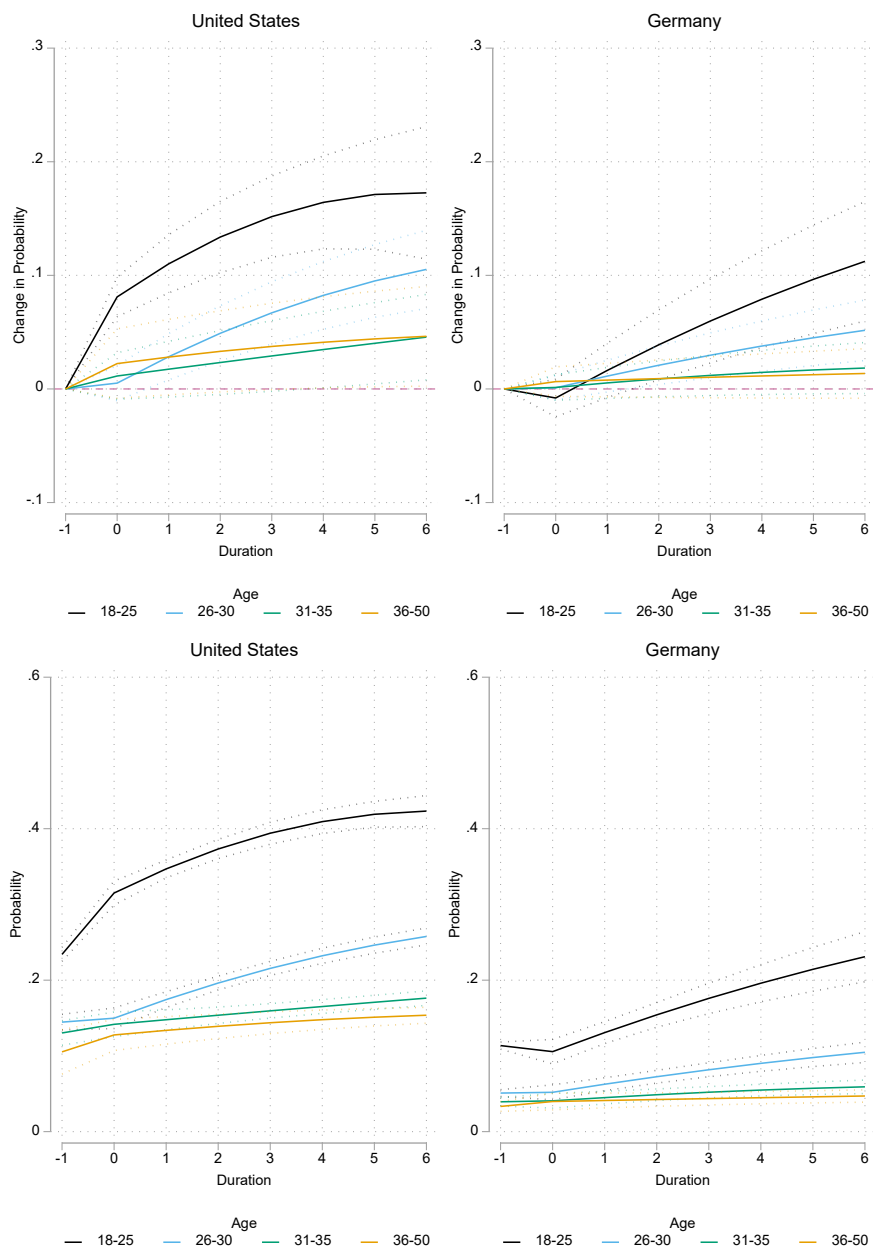 United States
Germany
.3
.2
.1
0
-.1
Change in Probability
-1 0 1 2 3 4 5 6
Duration
.3
.2
.1
0
-.1
Change in Probability
-1 0 1 2 3 4 5 6
Duration
Age
18-25 26-30 31-35 36-50
Age
18-25 26-30 31-35 36-50
United States
Germany
.6
.4
.2
0
Probability
-1 0 1 2 3 4 5 6
Duration
.6
.4
.2
0
Probability
-1 0 1 2 3 4 5 6
Duration
Age
18-25 26-30 31-35 36-50
Age
18-25 26-30 31-35 36-50